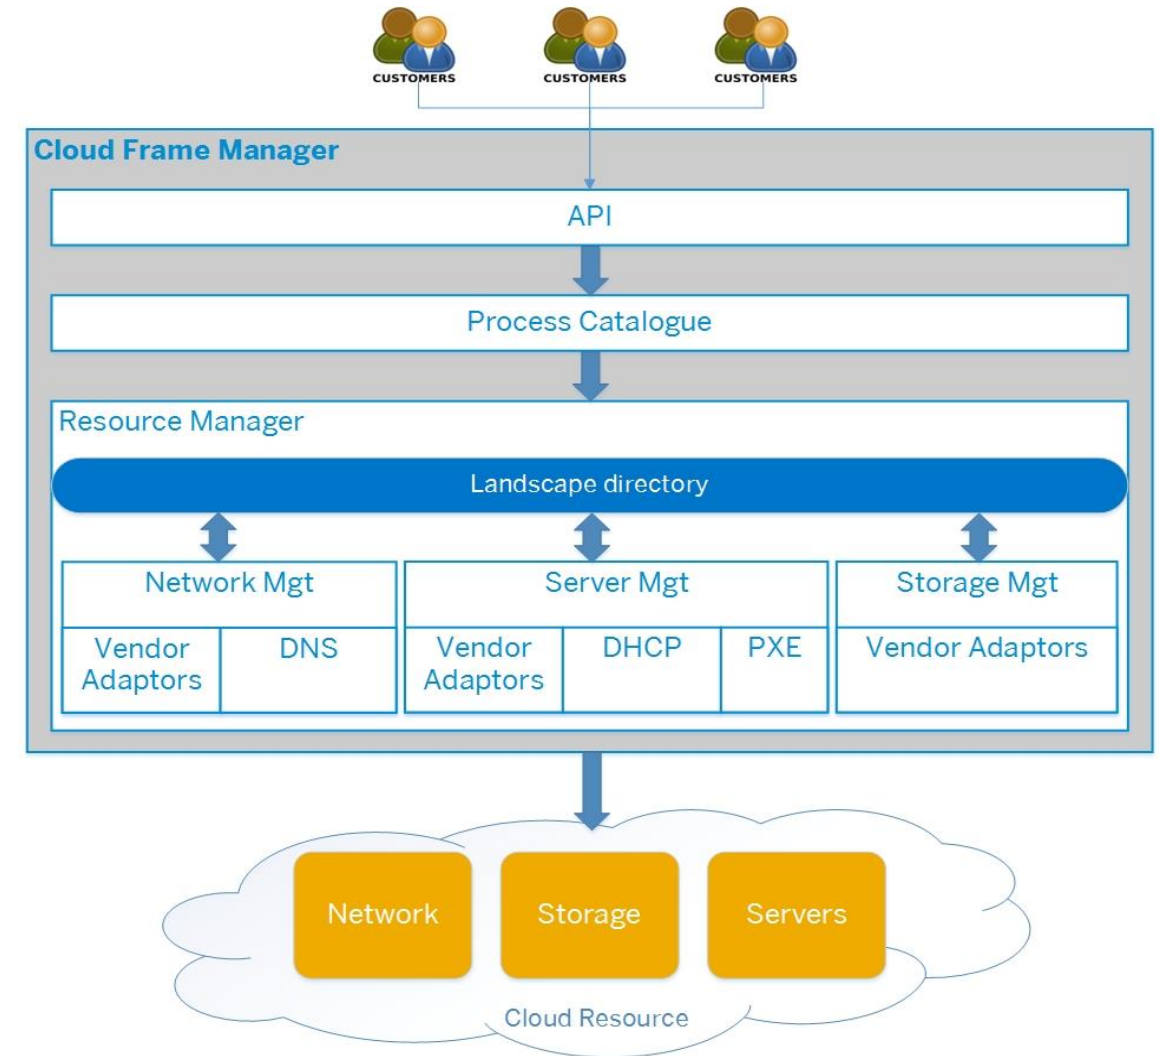 CUSTOMERS CUSTOMERS CUSTOMERS
Cloud Frame Manager
API
Process Catalogue
Resource Manager
Landscape directory
Network Mgt
Vendor
Adaptors
DNS
Server Mgt
Vendor
Adaptors
DHCP
PXE
Storage Mgt
Vendor Adaptors
Network
Storage
Servers
Cloud Resource